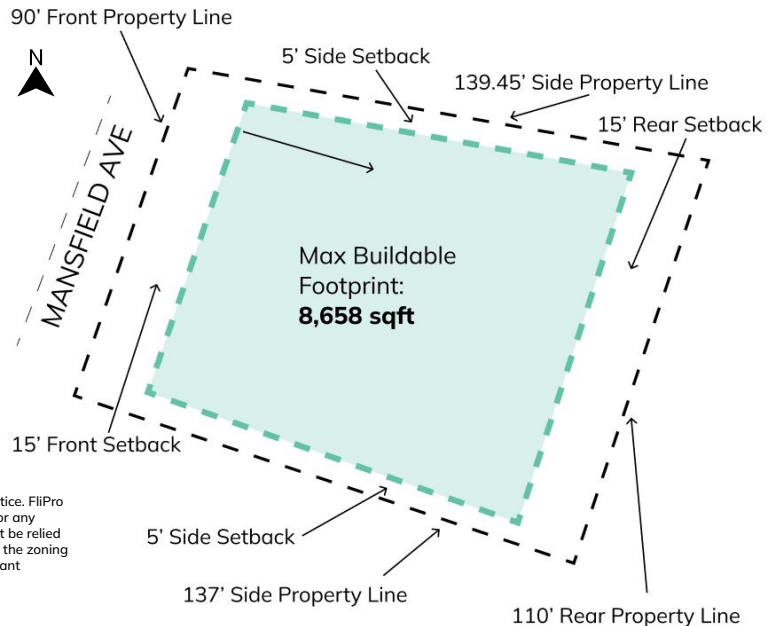 90’ Front Property Line
N
5’ Side Setback
139.45’ Side Property Line
15’ Rear Setback
MANSFIELD AVE
Max Buildable
Footprint:
8,658 sqft
15’ Front Setback
tice. FliPro
or any
t be relied
the zoning
ant
5’ Side Setback
137’ Side Property Line
110’ Rear Property Line